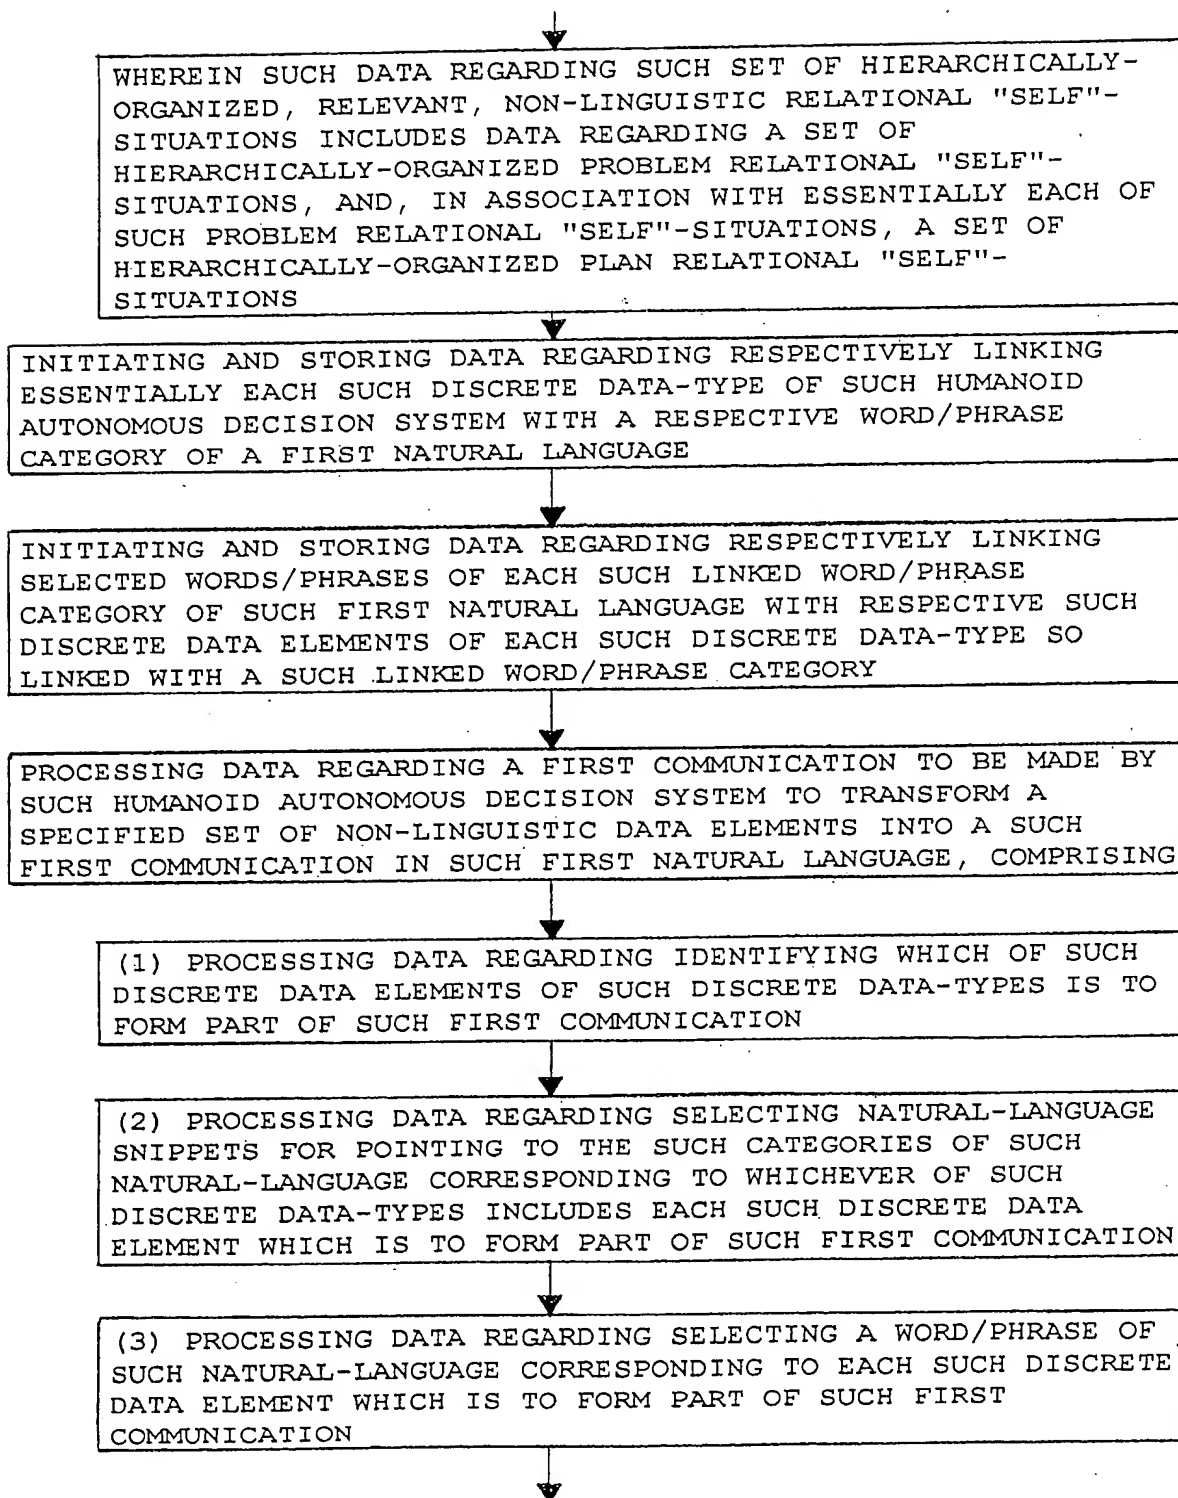 WHEREIN SUCH DATA REGARDING SUCH SET OF HIERARCHICALLY-
ORGANIZED, RELEVANT, NON-LINGUISTIC RELATIONAL "SELF"-
SITUATIONS INCLUDES DATA REGARDING A SET OF
HIERARCHICALLY-ORGANIZED PROBLEM RELATIONAL "SELF"-
SITUATIONS, AND, IN ASSOCIATION WITH ESSENTIALLY EACH OF
SUCH PROBLEM RELATIONAL "SELF"-SITUATIONS, A SET OF
HIERARCHICALLY-ORGANIZED PLAN RELATIONAL "SELF"-
SITUATIONS
INITIATING AND STORING DATA REGARDING RESPECTIVELY LINKING
ESSENTIALLY EACH SUCH DISCRETE DATA-TYPE OF SUCH HUMANOID
AUTONOMOUS DECISION SYSTEM WITH A RESPECTIVE WORD/PHRASE
CATEGORY OF A FIRST NATURAL LANGUAGE
INITIATING AND STORING DATA REGARDING RESPECTIVELY LINKING
SELECTED WORDS/PHRASES OF EACH SUCH LINKED WORD/PHRASE
CATEGORY OF SUCH FIRST NATURAL LANGUAGE WITH RESPECTIVE SUCH
DISCRETE DATA ELEMENTS OF EACH SUCH DISCRETE DATA-TYPE SO
LINKED WITH A SUCH LINKED WORD/PHRASE CATEGORY
PROCESSING DATA REGARDING A FIRST COMMUNICATION TO BE MADE BY
SUCH HUMANOID AUTONOMOUS DECISION SYSTEM TO TRANSFORM A
SPECIFIED SET OF NON-LINGUISTIC DATA ELEMENTS INTO A SUCH
FIRST COMMUNICATION IN SUCH FIRST NATURAL LANGUAGE, COMPRISING
(1) PROCESSING DATA REGARDING IDENTIFYING WHICH OF SUCH
DISCRETE DATA ELEMENTS OF SUCH DISCRETE DATA-TYPES IS TO
FORM PART OF SUCH FIRST COMMUNICATION
(2) PROCESSING DATA REGARDING SELECTING NATURAL-LANGUAGE
SNIPPETS FOR POINTING TO THE SUCH CATEGORIES OF SUCH
NATURAL-LANGUAGE CORRESPONDING TO WHICHEVER OF SUCH
DISCRETE DATA-TYPES INCLUDES EACH SUCH DISCRETE DATA
ELEMENT WHICH IS TO FORM PART OF SUCH FIRST COMMUNICATION
(3) PROCESSING DATA REGARDING SELECTING A WORD/PHRASE OF
SUCH NATURAL-LANGUAGE CORRESPONDING TO EACH SUCH DISCRETE
DATA ELEMENT WHICH IS TO FORM PART OF SUCH FIRST
COMMUNICATION